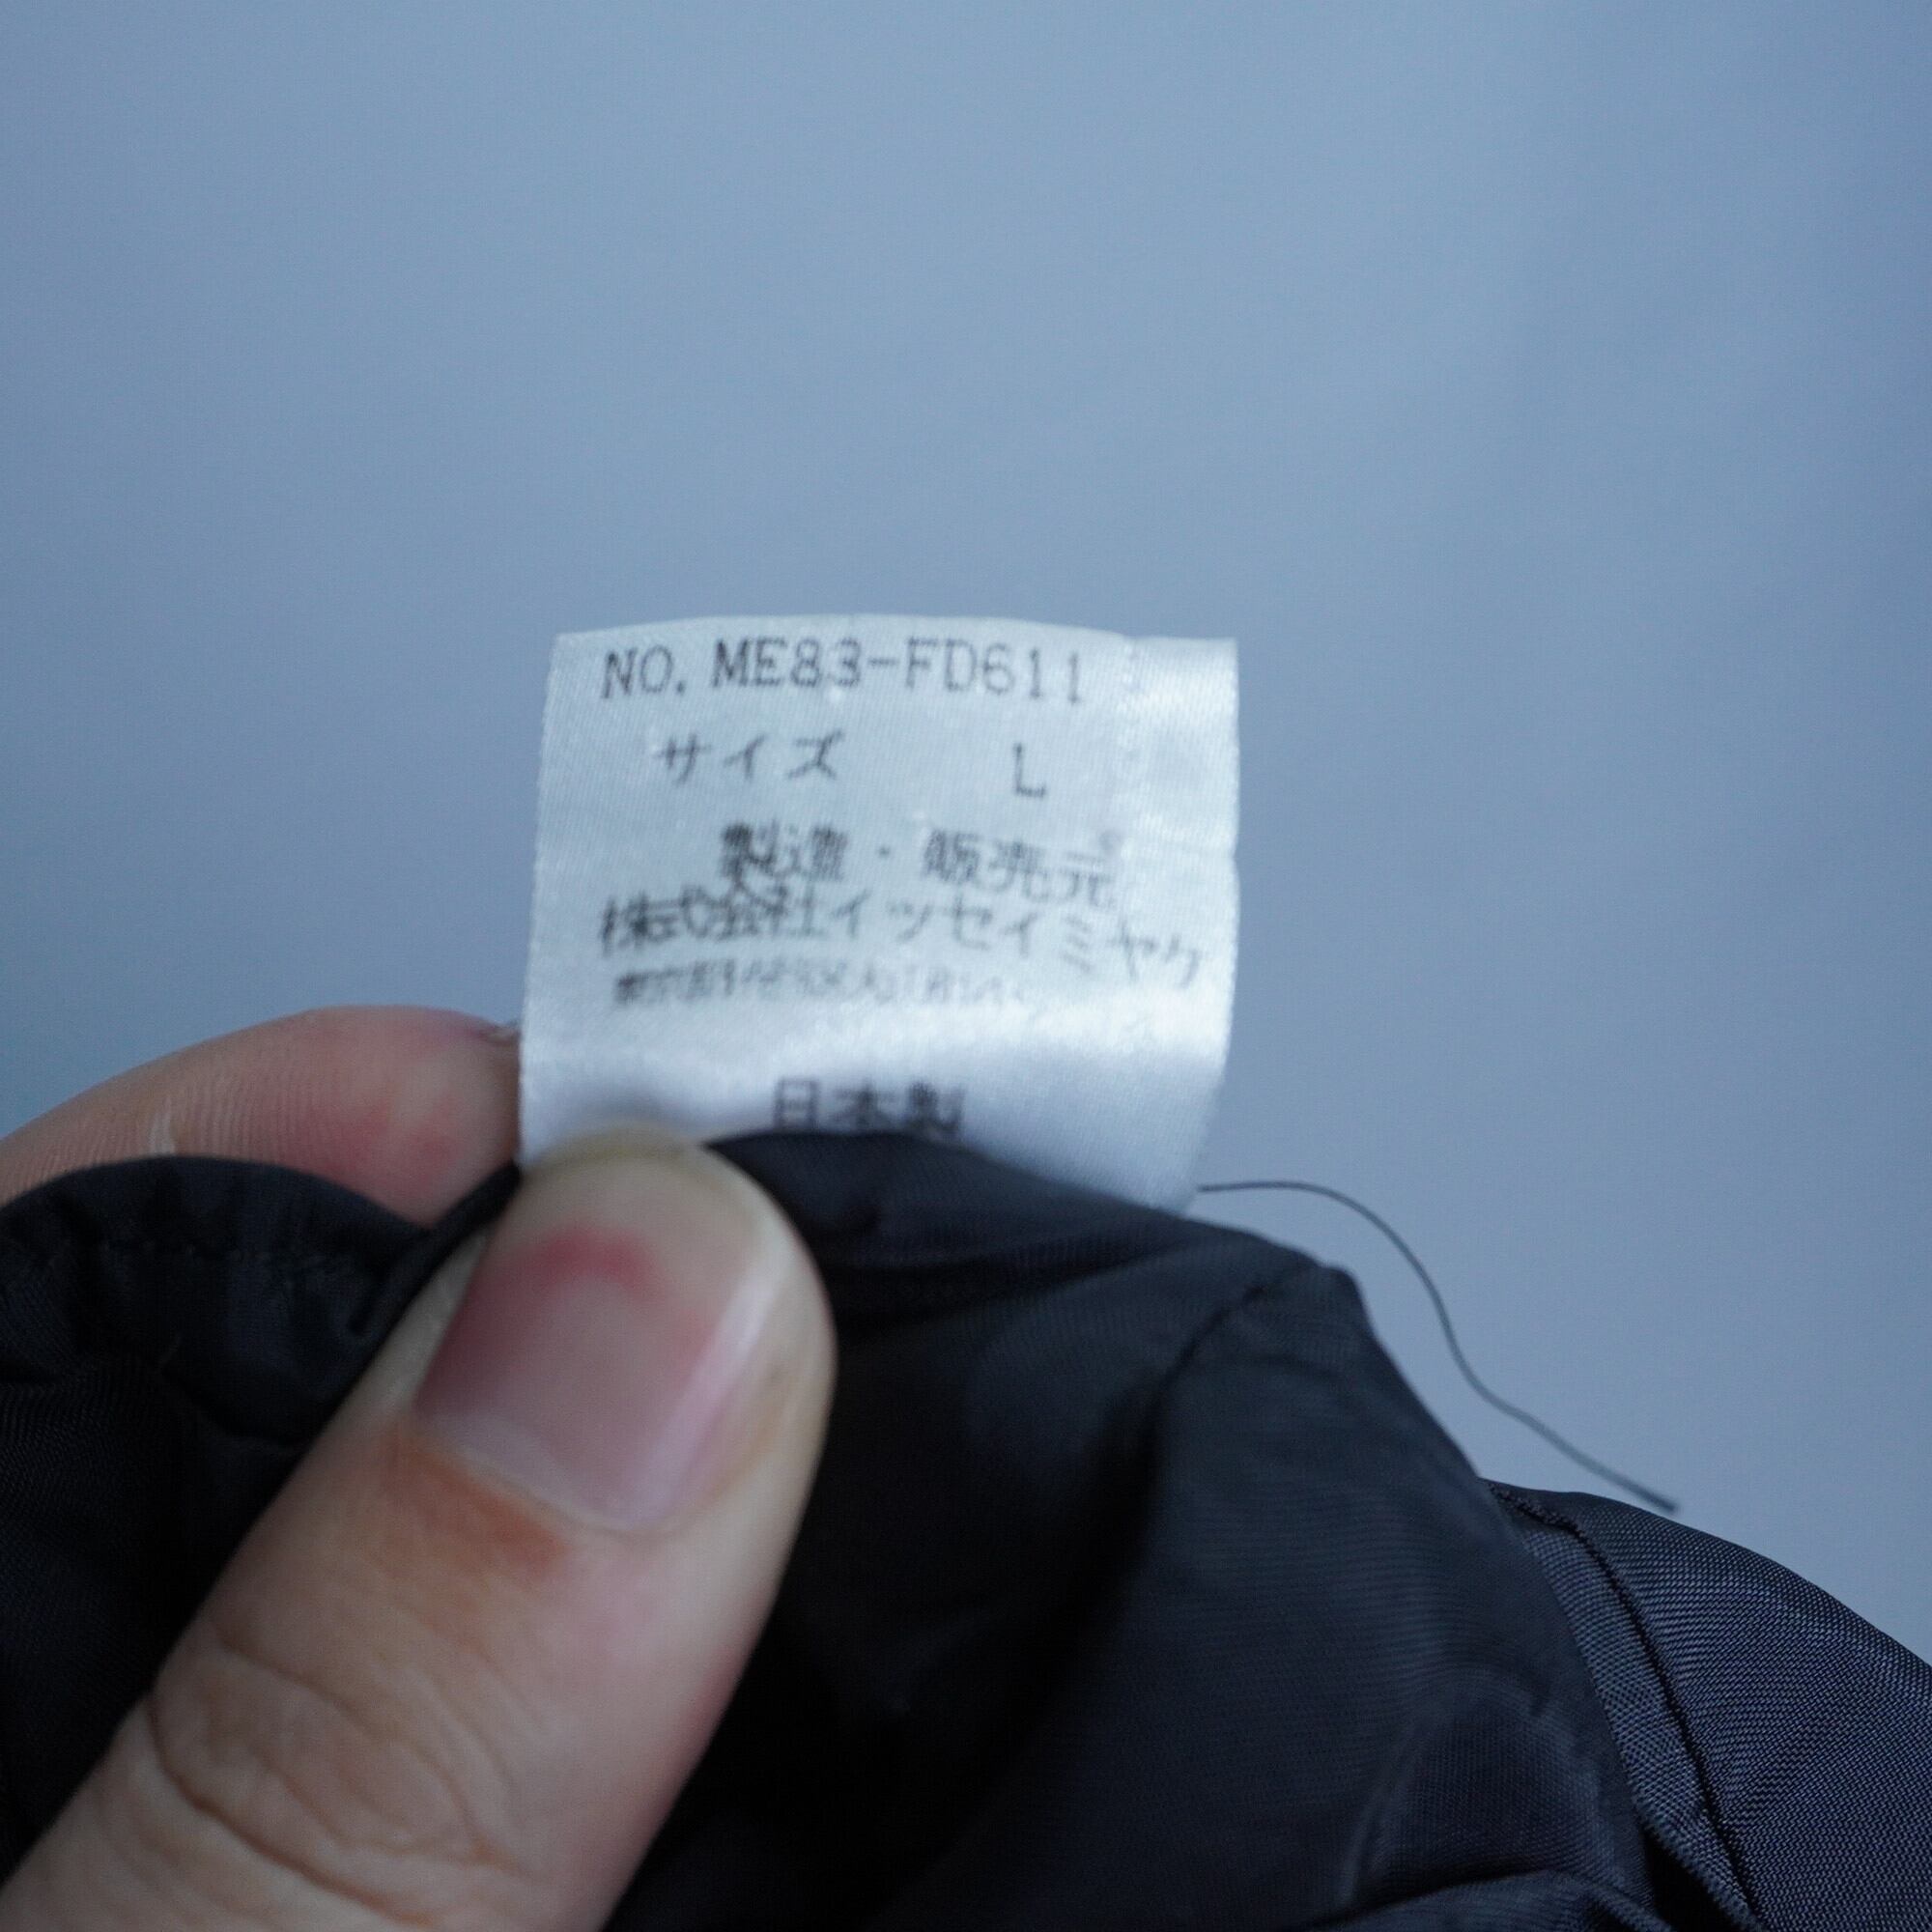 NO. ME83-FD611
サイズ L
製造・販売元
株式会社イッセイミヤケ
日本製